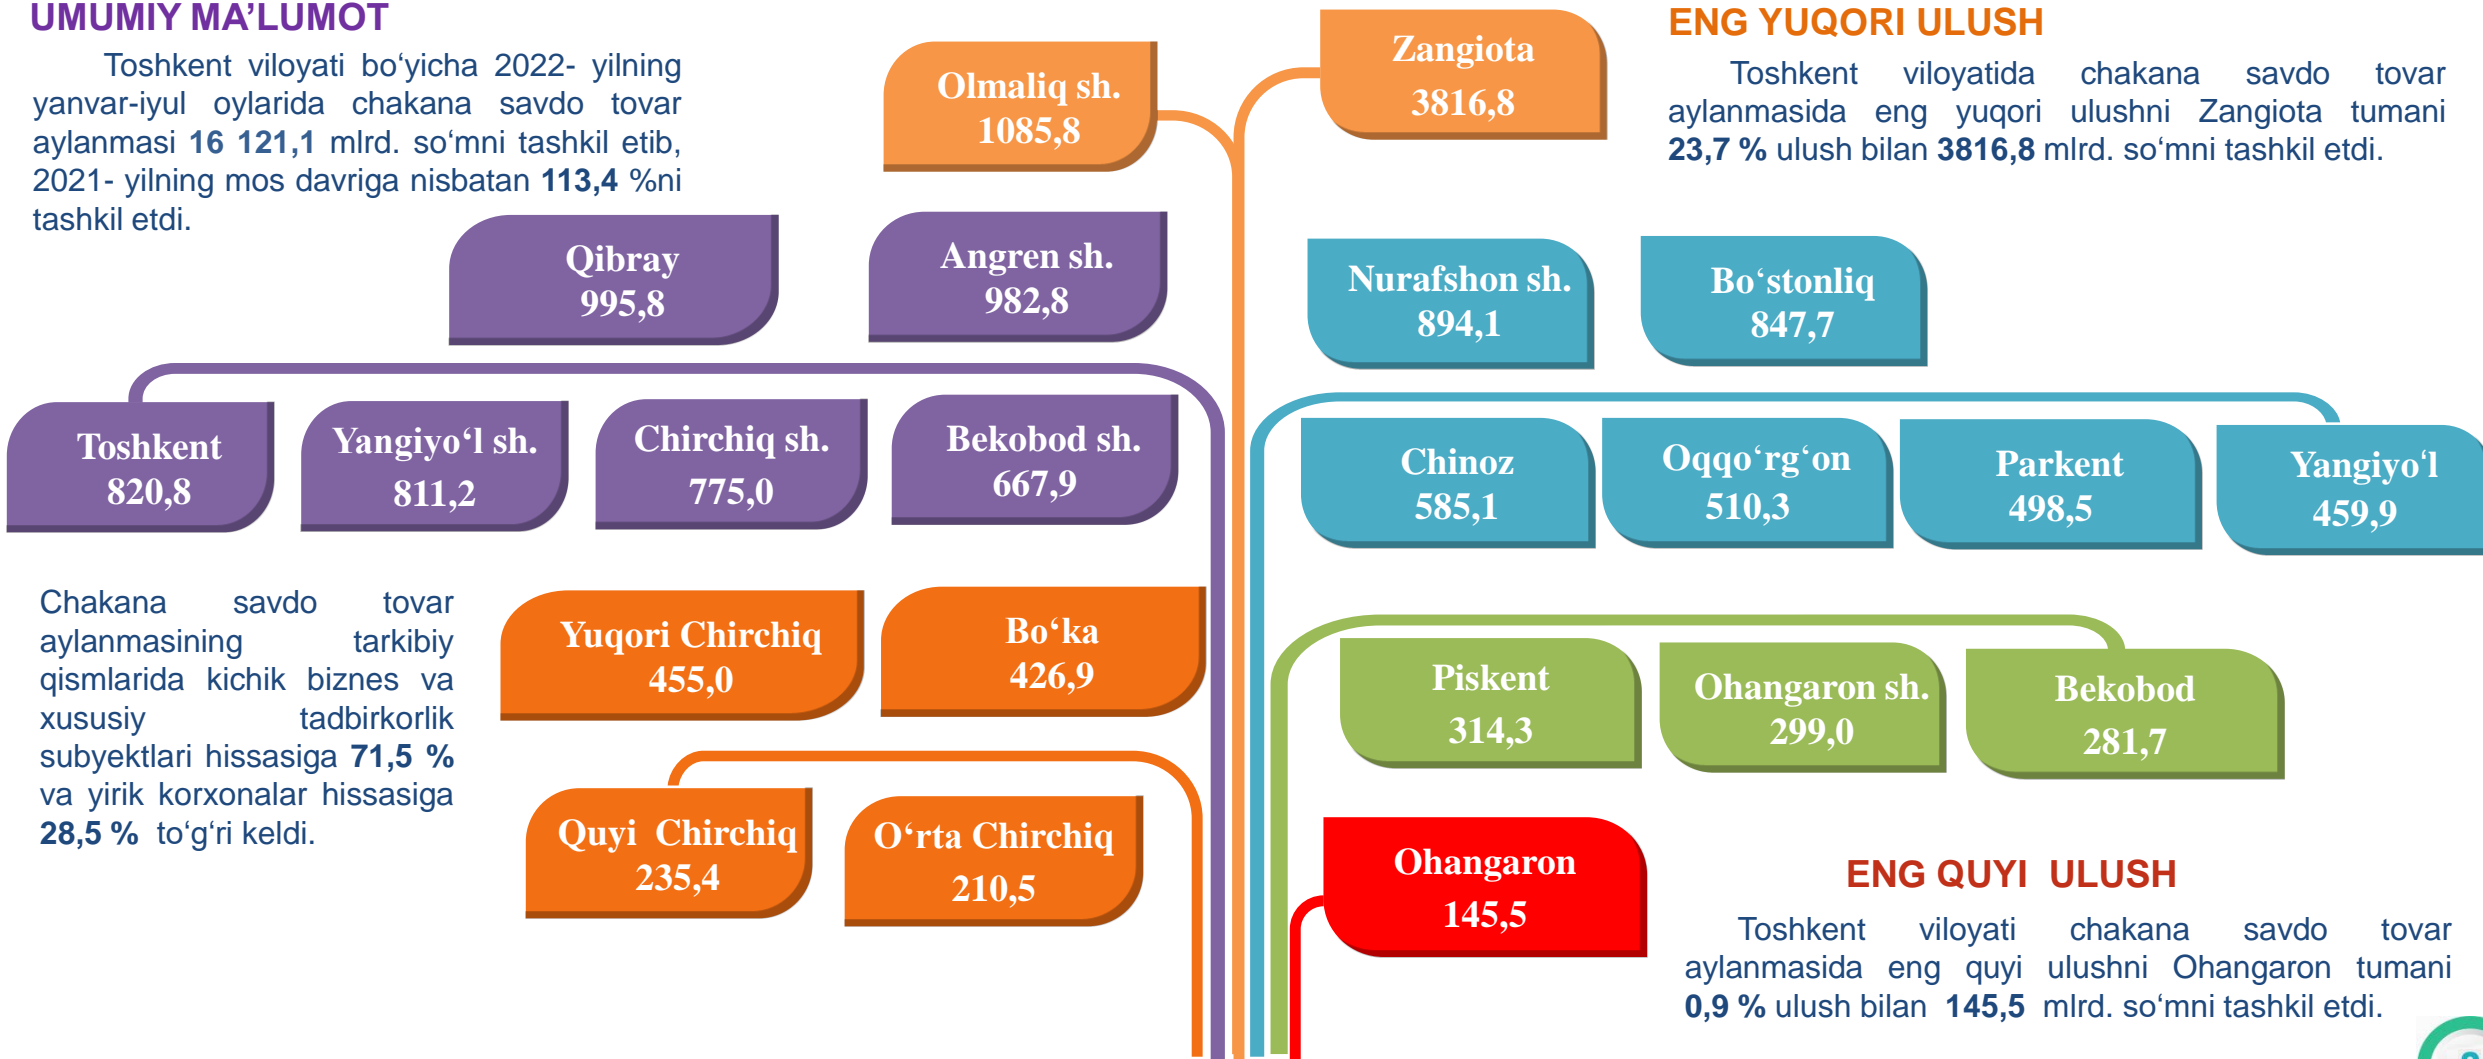 UMUMIY MA’LUMOT
Toshkent viloyati bo‘yicha 2022- yilning
yanvar-iyul oylarida chakana savdo tovar
aylanmasi 16 121,1 mlrd. so‘mni tashkil etib,
2021- yilning mos davriga nisbatan 113,4 %ni
tashkil etdi.
Olmaliq sh.
1085,8
Zangiota
3816,8
ENG YUQORI ULUSH
Toshkent viloyatida chakana savdo tovar
aylanmasida eng yuqori ulushni Zangiota tumani
23,7 % ulush bilan 3816,8 mlrd. so‘mni tashkil etdi.
Qibray
995,8
Angren sh.
982,8
Nurafshon sh.
894,1
Bo‘stonliq
847,7
Toshkent
820,8
Yangiyo‘l sh.
811,2
Chirchiq sh.
775,0
Bekobod sh.
667,9
Chinoz
585,1
Oqqo‘rg‘on
510,3
Parkent
498,5
Yangiyo‘l
459,9
Chakana savdo tovar
aylanmasining tarkibiy
qismlarida kichik biznes va
xususiy tadbirkorlik
subyektlari hissasiga 71,5 %
va yirik korxonalar hissasiga
28,5 % to‘g‘ri keldi.
Yuqori Chirchiq
455,0
Bo‘ka
426,9
Piskent
314,3
Ohangaron sh.
299,0
Bekobod
281,7
Quyi Chirchiq
235,4
O‘rta Chirchiq
210,5
Ohangaron
145,5
ENG QUYI ULUSH
Toshkent viloyati chakana savdo tovar
aylanmasida eng quyi ulushni Ohangaron tumani
0,9 % ulush bilan 145,5 mlrd. so‘mni tashkil etdi.